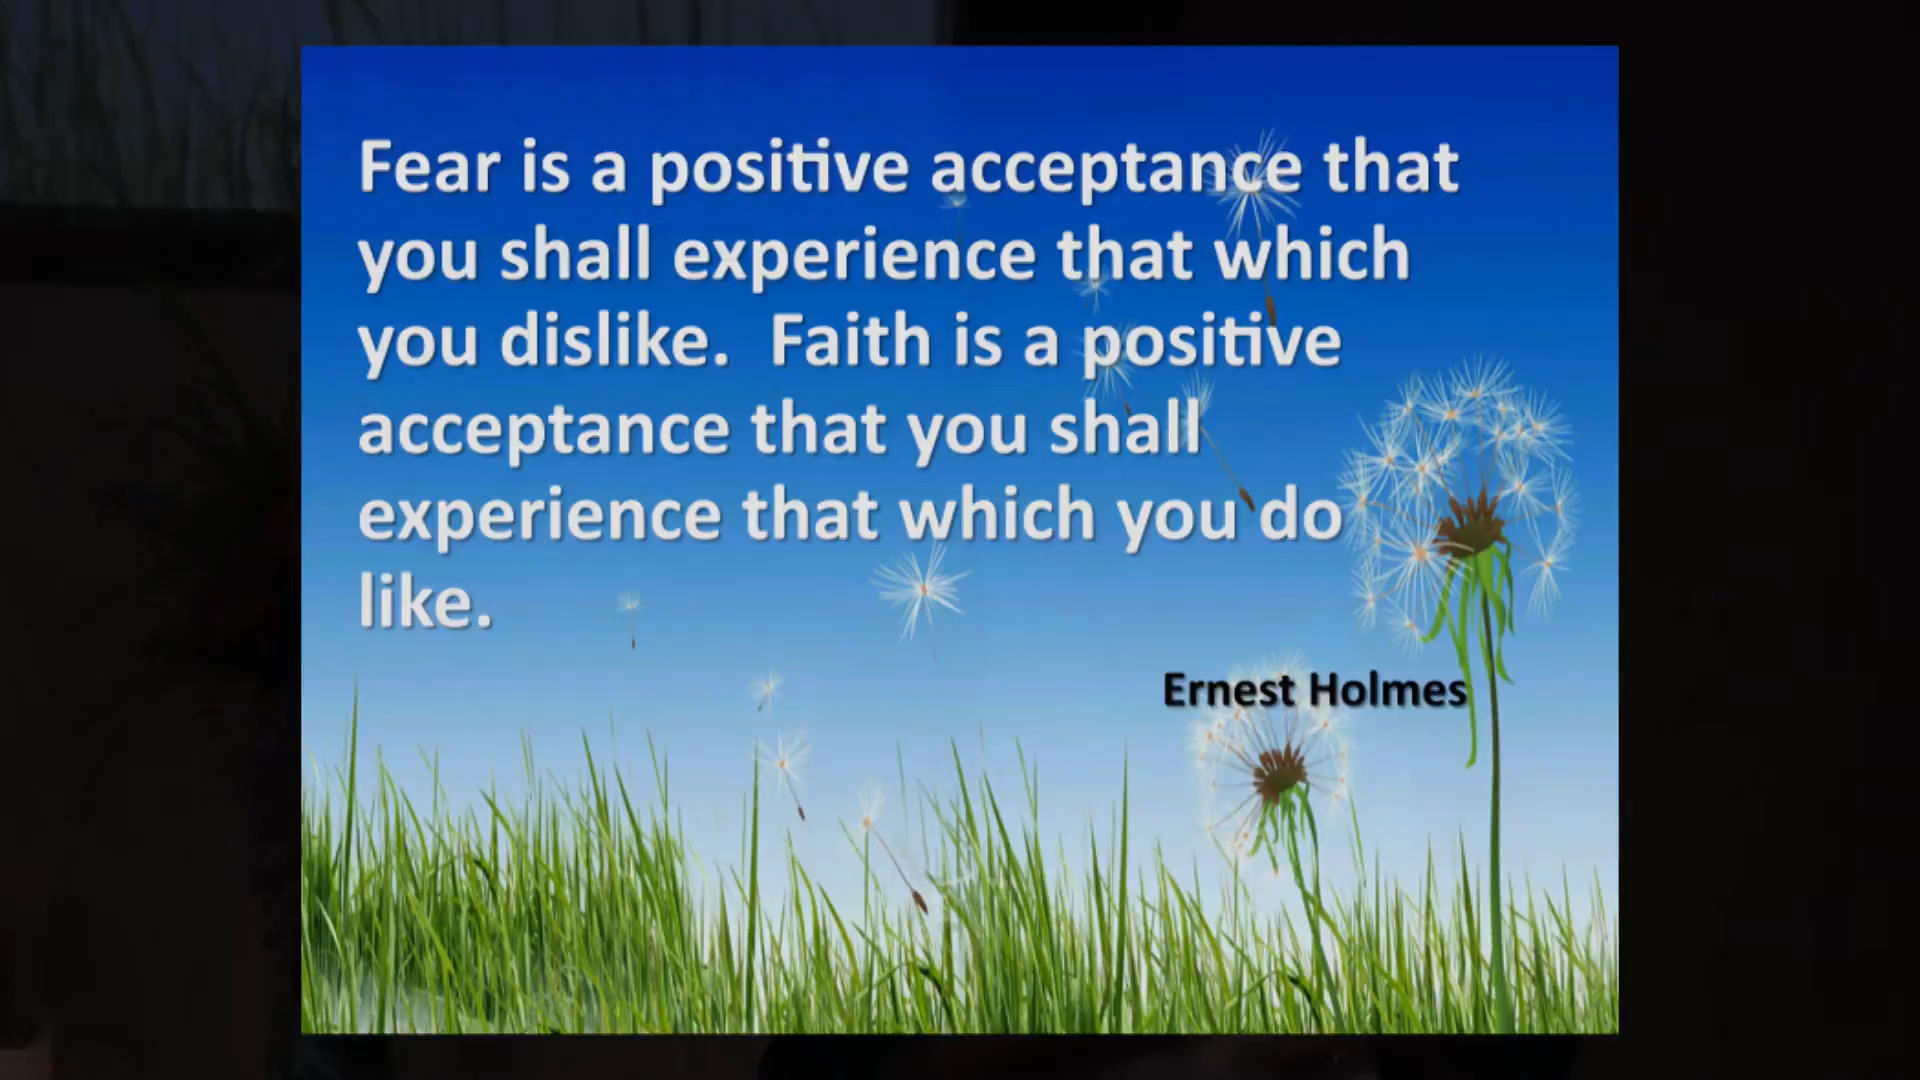 Fear is a positive acceptance that
you shall experience that which
you dislike.  Faith is a positive
acceptance that you shall
experience that which you do
like.
Ernest Holmes